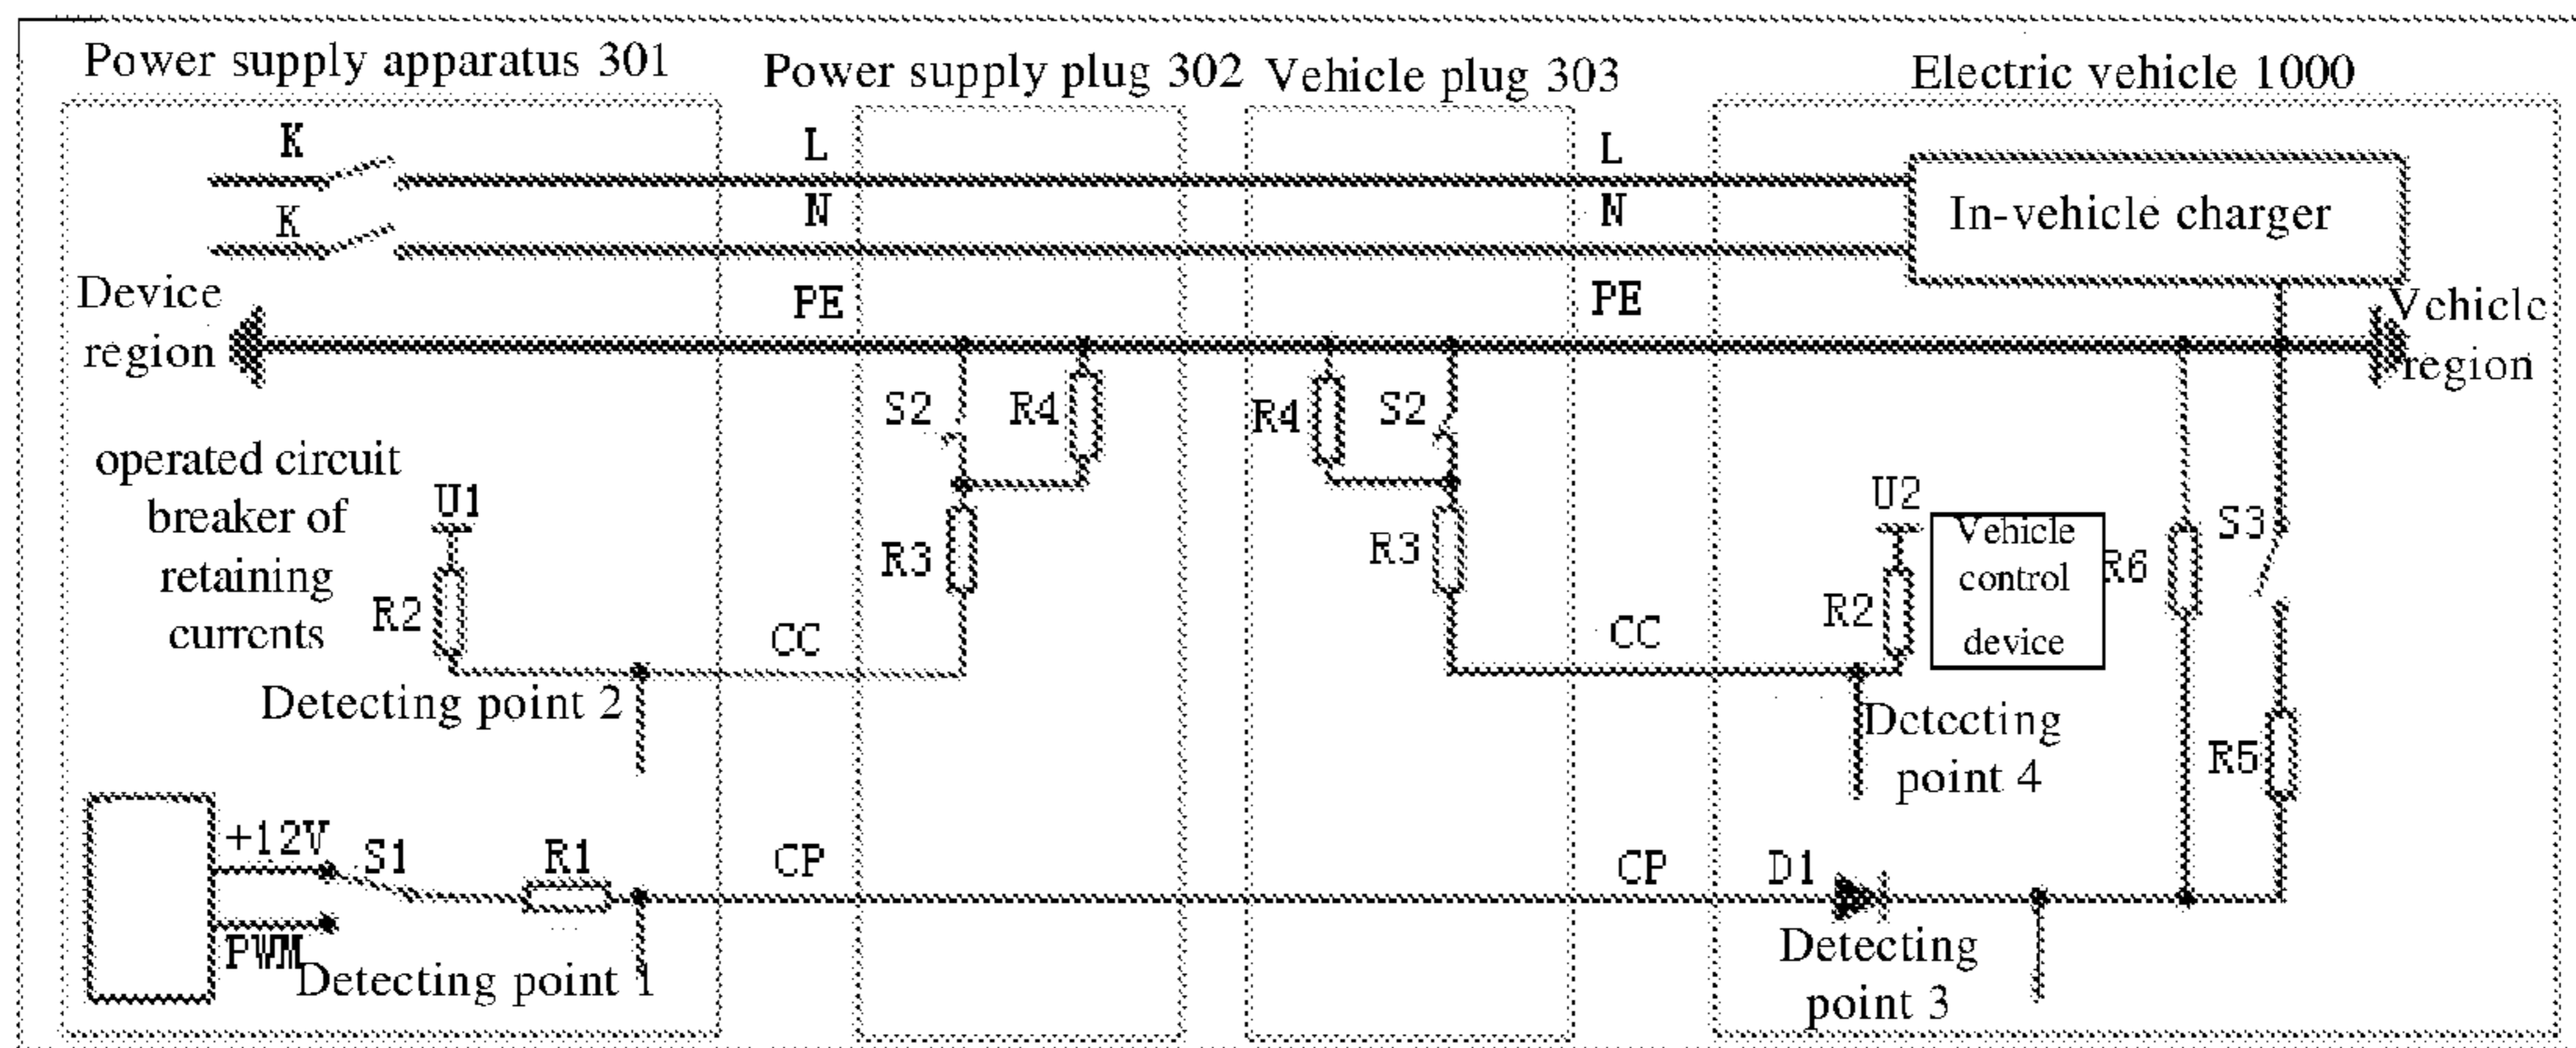 Power supply apparatus 301
Power supply plug 302
Vehicle plug 303
Electric vehicle 1000
K
L
L
K
N
N
In-vehicle charger
Device
region
PE
PE
Vehicle
region
S2
R4
R4
S2
operated circuit
breaker of
retaining
currents
U1
R2
R3
R3
U2
Vehicle
control
device
R2
R6
S3
CC
CC
Detecting point 2
Detecting
point 4
R5
+12V
S1
R1
CP
CP
D1
PWM
Detecting point 1
Detecting
point 3